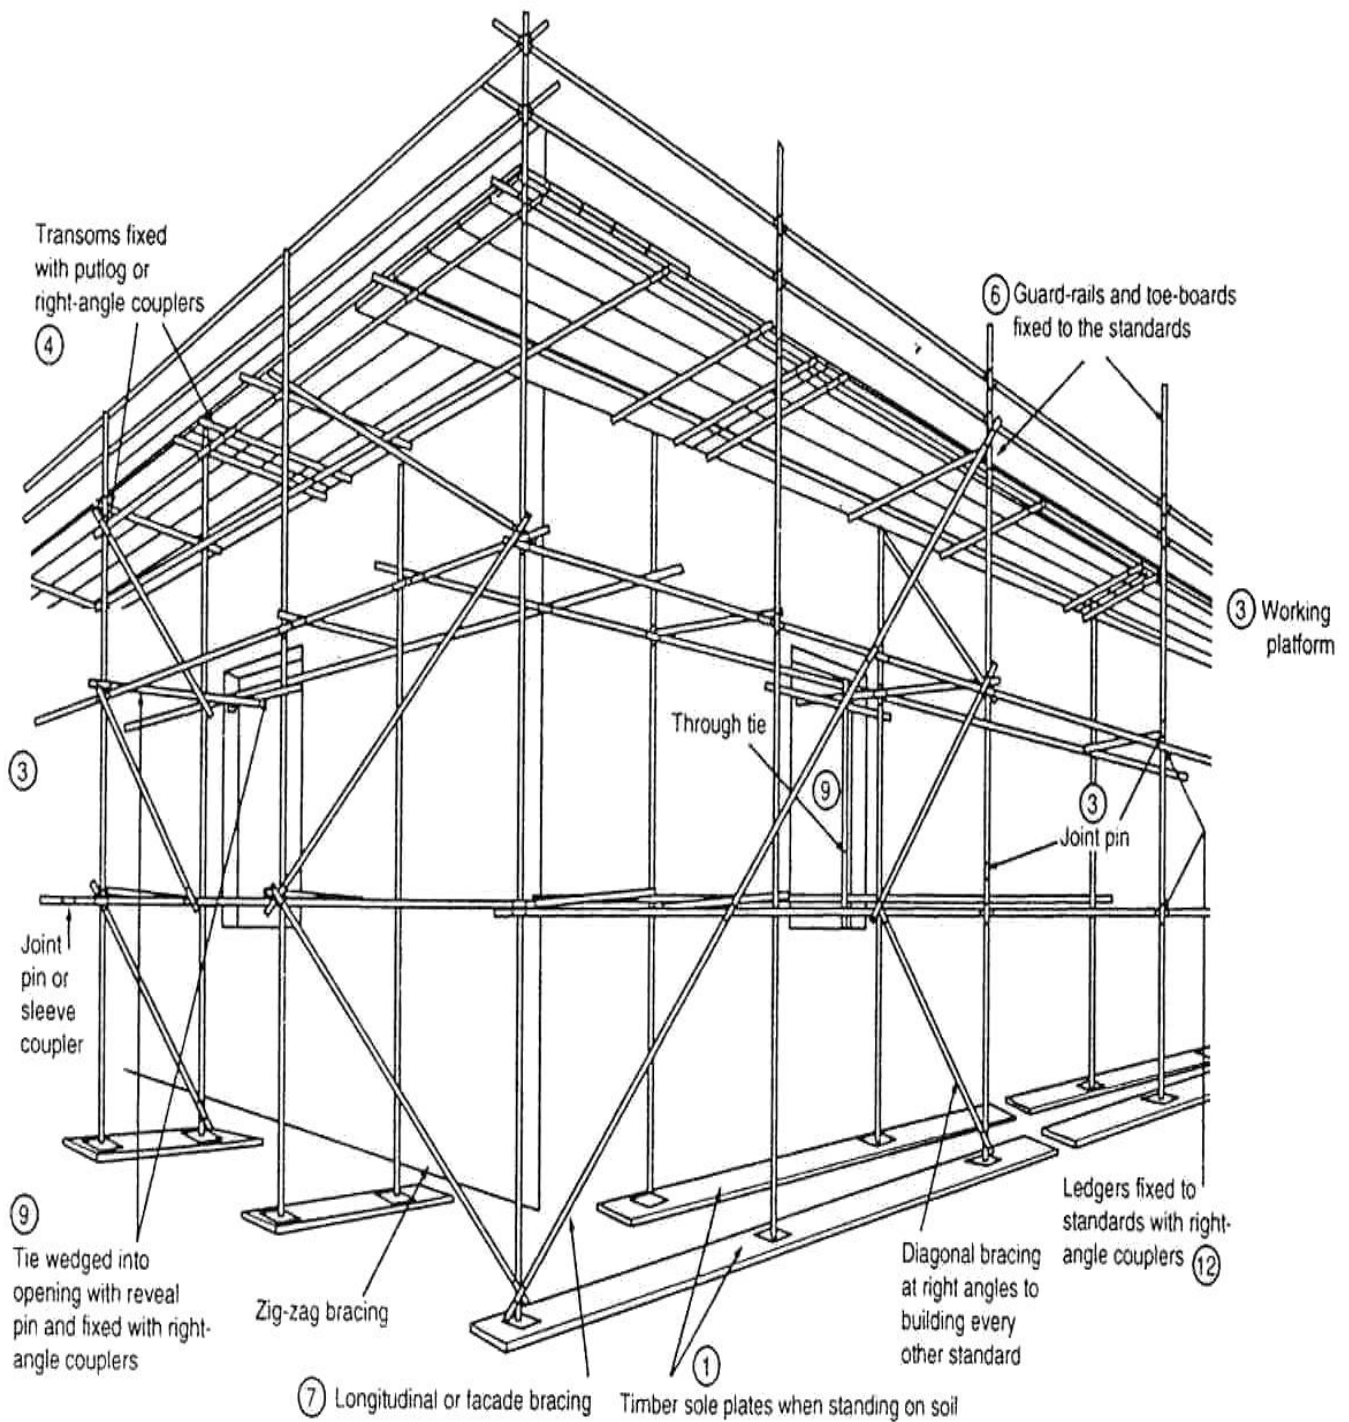 Transoms fixed
with putlog or
right-angle couplers
4
6 Guard-rails and toe-boards
fixed to the standards
3 Working
platform
Through tie
9
3
3
Joint pin
Joint
pin or
sleeve
coupler
9
Tie wedged into
opening with reveal
pin and fixed with right-
angle couplers
Zig-zag bracing
Ledgers fixed to
standards with right-
angle couplers 12
Diagonal bracing
at right angles to
building every
other standard
7 Longitudinal or facade bracing
1
Timber sole plates when standing on soil